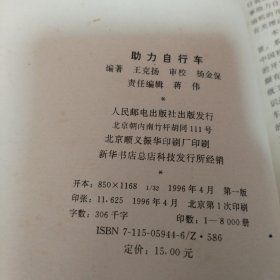 助力自行车
编著 王克扬 审校 杨金保
责任编辑 蒋 伟
人民邮电出版社出版发行
北京朝内南竹杆胡同111号
北京顺义振华印刷厂印刷
新华书店总店科技发行所经销
开本:850×1168 1/32 1996年4月 第一版
印张:11.625 1996年4月 北京第1次印刷
字数:306千字 印数:1—8000册
ISBN 7-115-05944-6/Z·586
定价:15.00元